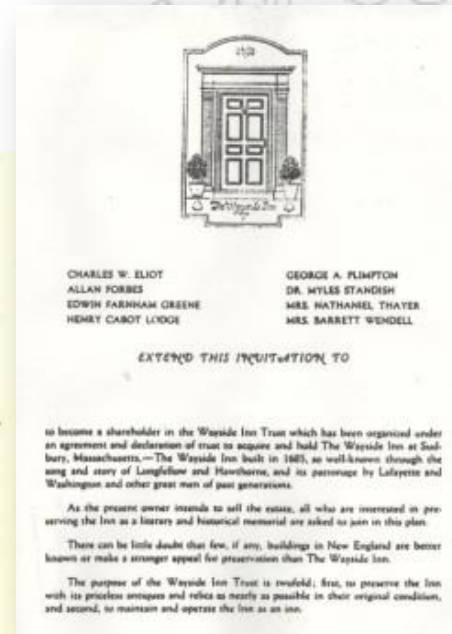 The Wayside Inn
CHARLES W. ELIOT
ALLAN FORBES
EDWIN FARNHAM GREENE
HENRY CABOT LODGE
GEORGE A. PLIMPTON
DR. MYLES STANDISH
MRS. NATHANIEL THAYER
MRS. BARRETT WENDELL
EXTEND THIS INVITATION TO
to become a shareholder in the Wayside Inn Trust which has been organized under
an agreement and declaration of trust to acquire and hold The Wayside Inn at Sud-
bury, Massachusetts,—The Wayside Inn built in 1683, so well-known through the
song and story of Longfellow and Hawthorne, and its patronage by Lafayette and
Washington and other great men of past generations.
As the present owner intends to sell the estate, all who are interested in pre-
serving the Inn as a literary and historical memorial are asked to join in this plan.
There can be little doubt that few, if any, buildings in New England are better
known or make a stronger appeal for preservation than The Wayside Inn.
The purpose of the Wayside Inn Trust is twofold; first, to preserve the Inn
with its priceless antiques and relics as nearly as possible in their original condition,
and second, to maintain and operate the Inn as an inn.